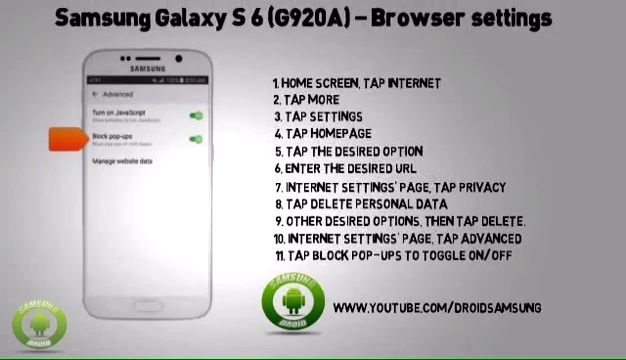 Samsung Galaxy S 6 (G920A) – Browser settings
SAMSUNG
AT&T
Advanced
Turn on JavaScript
Block pop-ups
Manage website data
1. HOME SCREEN, TAP INTERNET
2. TAP MORE
3. TAP SETTINGS
4. TAP HOMEPAGE
5. TAP THE DESIRED OPTION
6. ENTER THE DESIRED URL
7. INTERNET SETTINGS' PAGE, TAP PRIVACY
8. TAP DELETE PERSONAL DATA
9. OTHER DESIRED OPTIONS, THEN TAP DELETE.
10. INTERNET SETTINGS' PAGE, TAP ADVANCED
11. TAP BLOCK POP-UPS TO TOGGLE ON/OFF
SAMSUNG
DROID
WWW.YOUTUBE.COM/DROIDSAMSUNG
SAMSUNG
DROID